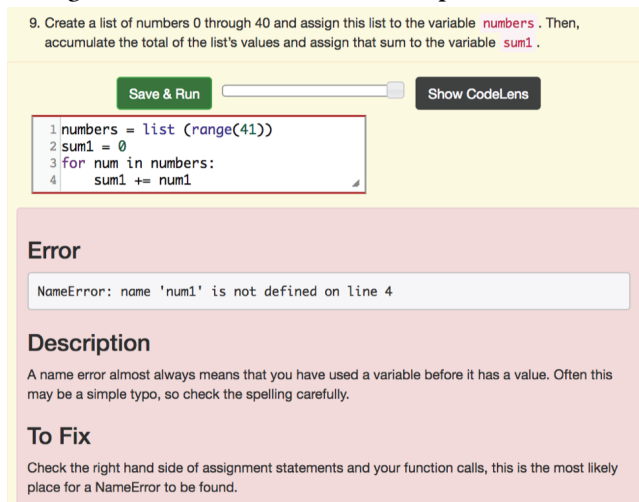 9. Create a list of numbers 0 through 40 and assign this list to the variable numbers . Then,
accumulate the total of the list's values and assign that sum to the variable sum1 .
Save & Run
Show CodeLens
1 numbers = list (range(41))
2 sum1 = 0
3 for num in numbers:
4     sum1 += num1
Error
NameError: name 'num1' is not defined on line 4
Description
A name error almost always means that you have used a variable before it has a value. Often this
may be a simple typo, so check the spelling carefully.
To Fix
Check the right hand side of assignment statements and your function calls, this is the most likely
place for a NameError to be found.